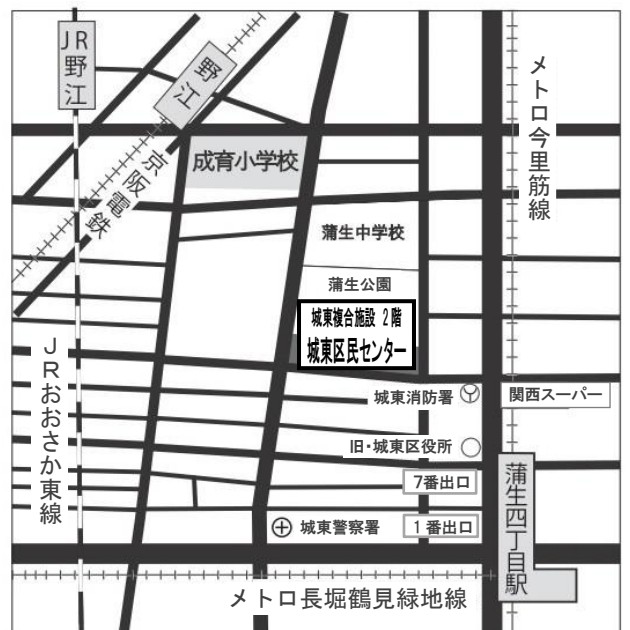 JR
野江
野江
メトロ今里筋線
成育小学校
京阪電鉄
蒲生中学校
蒲生公園
城東複合施設 2階
城東区民センター
JRおおさか東線
城東消防署
関西スーパー
旧・城東区役所
7番出口
蒲生四丁目駅
城東警察署
1番出口
メトロ長堀鶴見緑地線